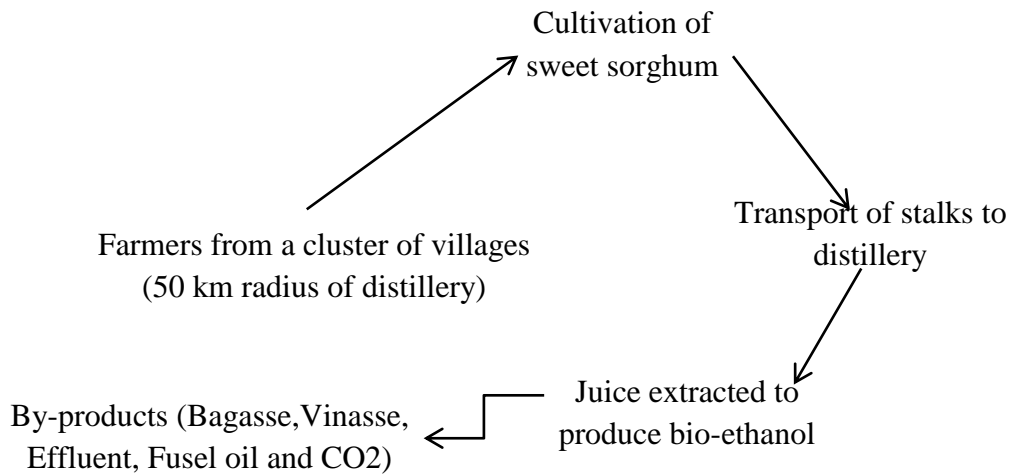 Cultivation of
sweet sorghum
Transport of stalks to
distillery
Farmers from a cluster of villages
(50 km radius of distillery)
Juice extracted to
produce bio-ethanol
By-products (Bagasse,Vinasse,
Effluent, Fusel oil and CO2)